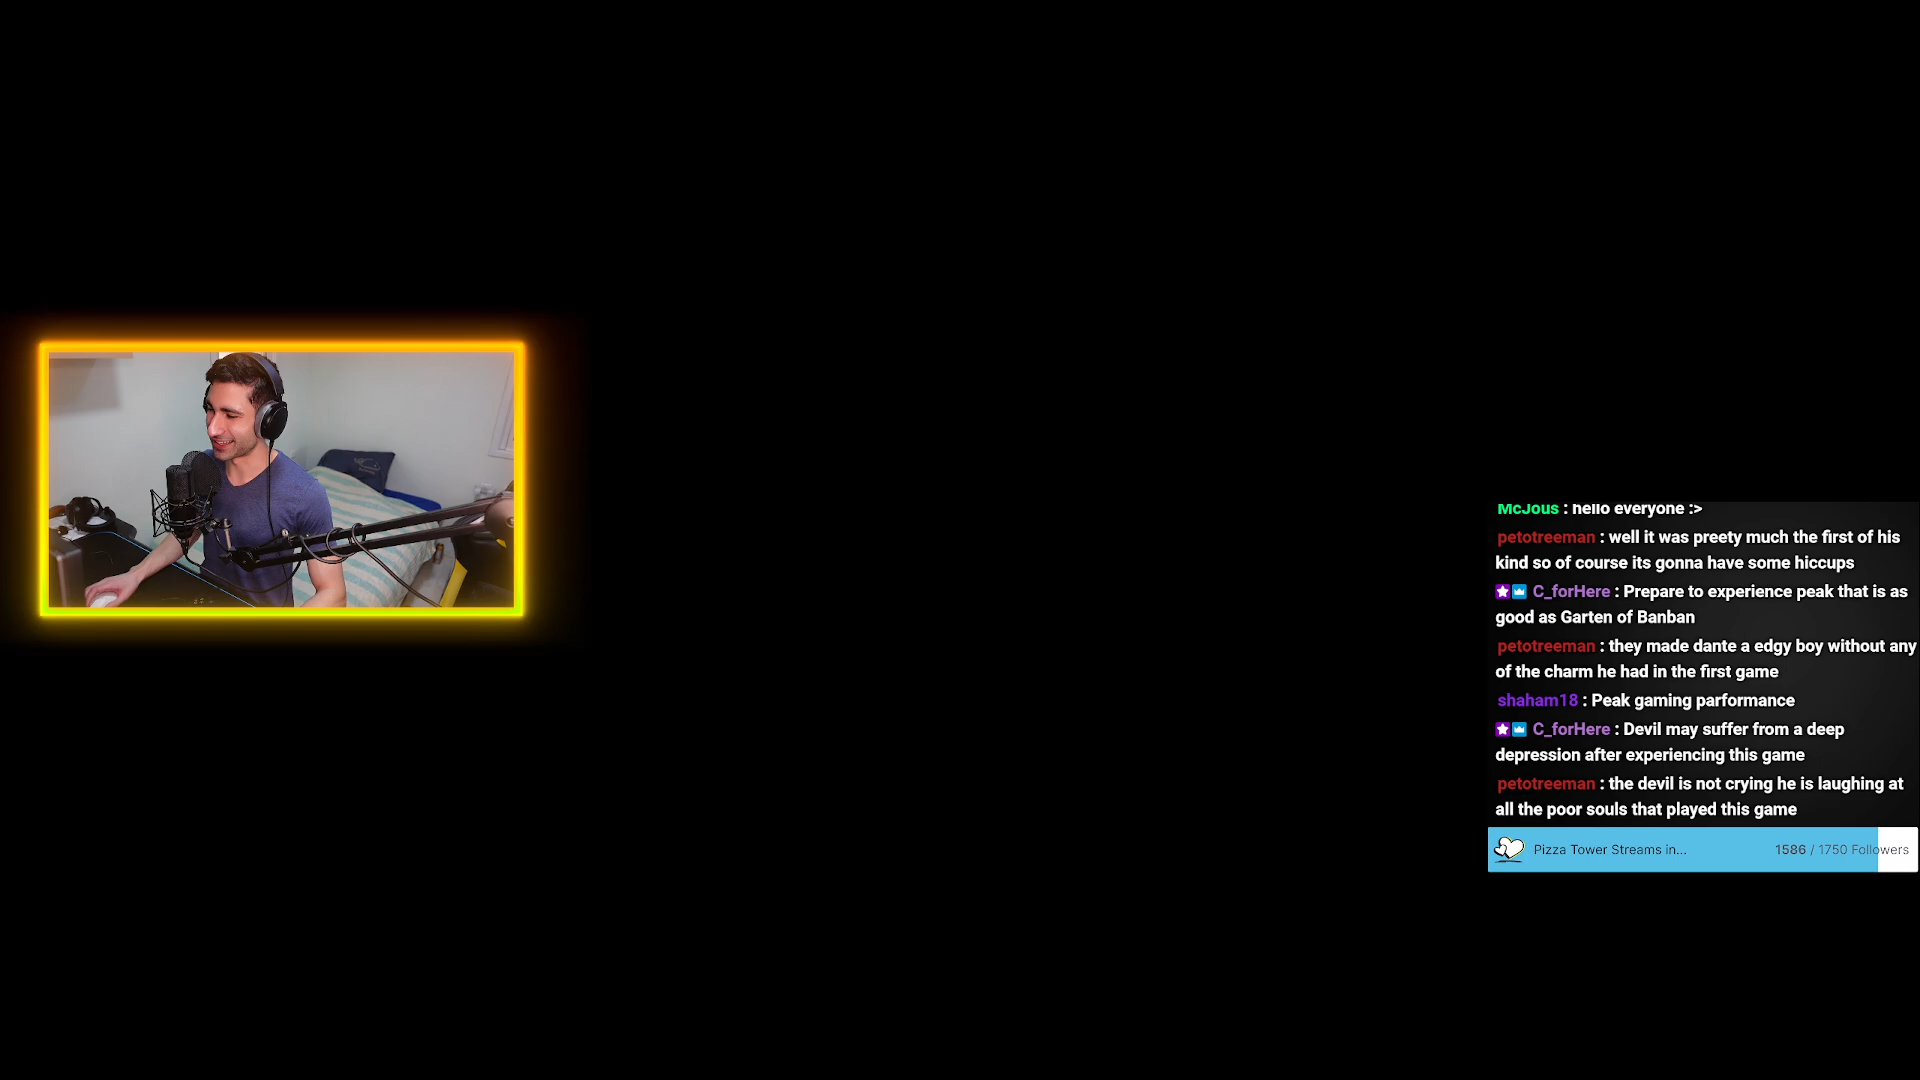 McJous : hello everyone :>
petotreeman : well it was preety much the first of his
kind so of course its gonna have some hiccups
C_forHere : Prepare to experience peak that is as
good as Garten of Banban
petotreeman : they made dante a edgy boy without any
of the charm he had in the first game
shaham18 : Peak gaming parformance
C_forHere : Devil may suffer from a deep
depression after experiencing this game
petotreeman : the devil is not crying he is laughing at
all the poor souls that played this game
Pizza Tower Streams in... 1586 / 1750 Followers